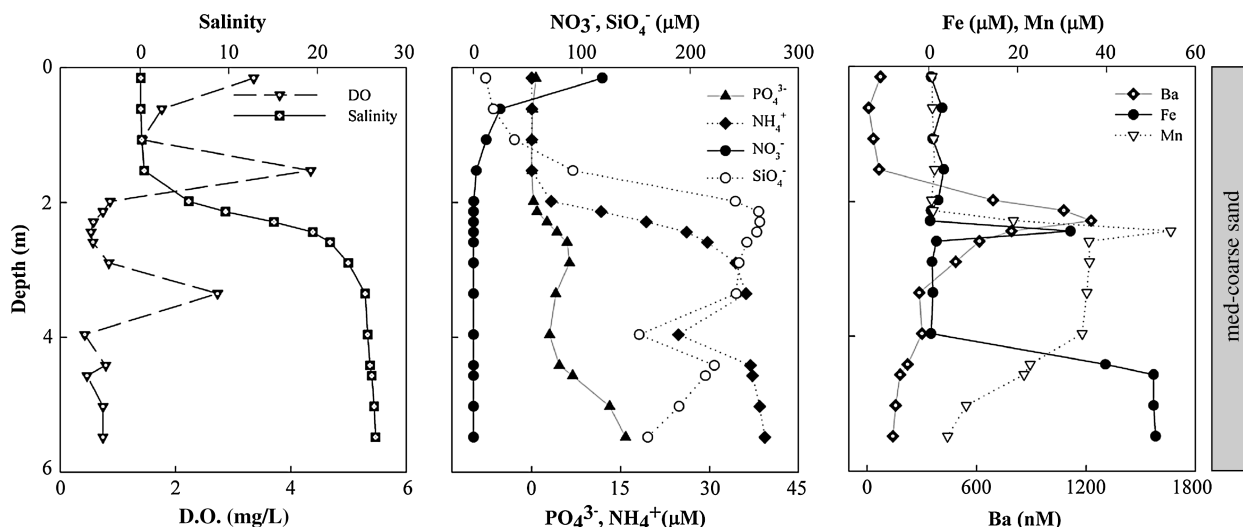 Salinity
0 10 20 30
0
2
4
6
Depth (m)
DO
Salinity
0 2 4 6
D.O. (mg/L)
NO₃⁻, SiO₄⁻ (μM)
0 100 200 300
PO₄³⁻
NH₄⁺
NO₃⁻
SiO₄⁻
0 15 30 45
PO₄³⁻, NH₄⁺(μM)
Fe (μM), Mn (μM)
0 20 40 60
Ba
Fe
Mn
0 600 1200 1800
Ba (nM)
med-coarse sand